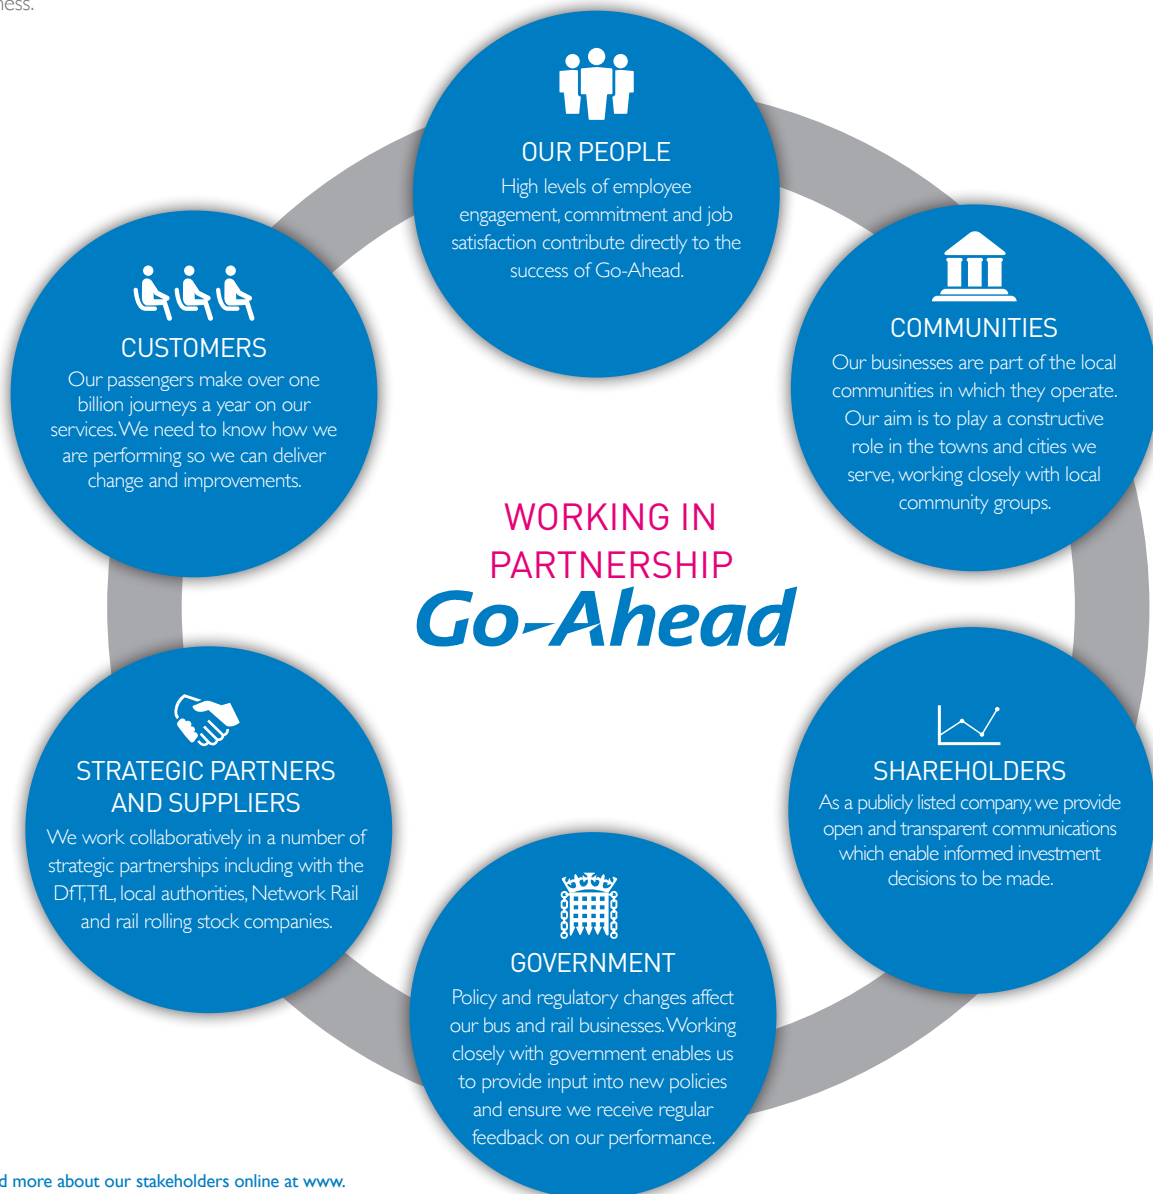 OUR PEOPLE
High levels of employee
engagement, commitment and job
satisfaction contribute directly to the
success of Go-Ahead.
COMMUNITIES
Our businesses are part of the local
communities in which they operate.
Our aim is to play a constructive
role in the towns and cities we
serve, working closely with local
community groups.
SHAREHOLDERS
As a publicly listed company, we provide
open and transparent communications
which enable informed investment
decisions to be made.
GOVERNMENT
Policy and regulatory changes affect
our bus and rail businesses. Working
closely with government enables us
to provide input into new policies
and ensure we receive regular
feedback on our performance.
STRATEGIC PARTNERS
AND SUPPLIERS
We work collaboratively in a number of
strategic partnerships including with the
DfT, TfL, local authorities, Network Rail
and rail rolling stock companies.
CUSTOMERS
Our passengers make over one
billion journeys a year on our
services. We need to know how we
are performing so we can deliver
change and improvements.
WORKING IN
PARTNERSHIP
Go-Ahead
more about our stakeholders online at www.